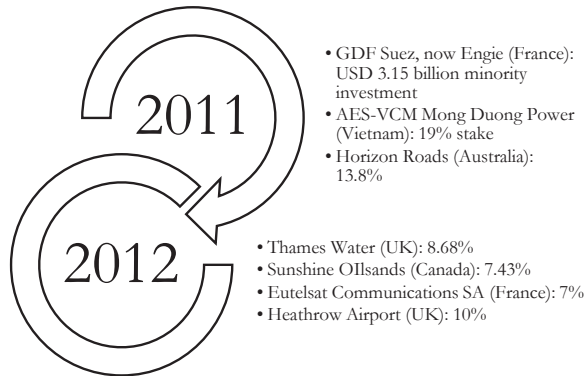 2011
• GDF Suez, now Engie (France):
USD 3.15 billion minority
investment
• AES-VCM Mong Duong Power
(Vietnam): 19% stake
• Horizon Roads (Australia):
13.8%
2012
• Thames Water (UK): 8.68%
• Sunshine OIlsands (Canada): 7.43%
• Eutelsat Communications SA (France): 7%
• Heathrow Airport (UK): 10%